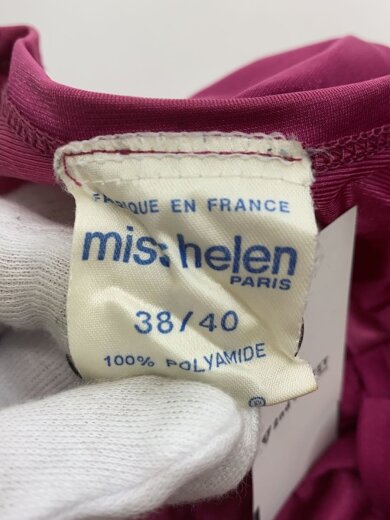 FABRIQUE EN FRANCE
miss helen
PARIS
38/40
100% POLYAMIDE
®